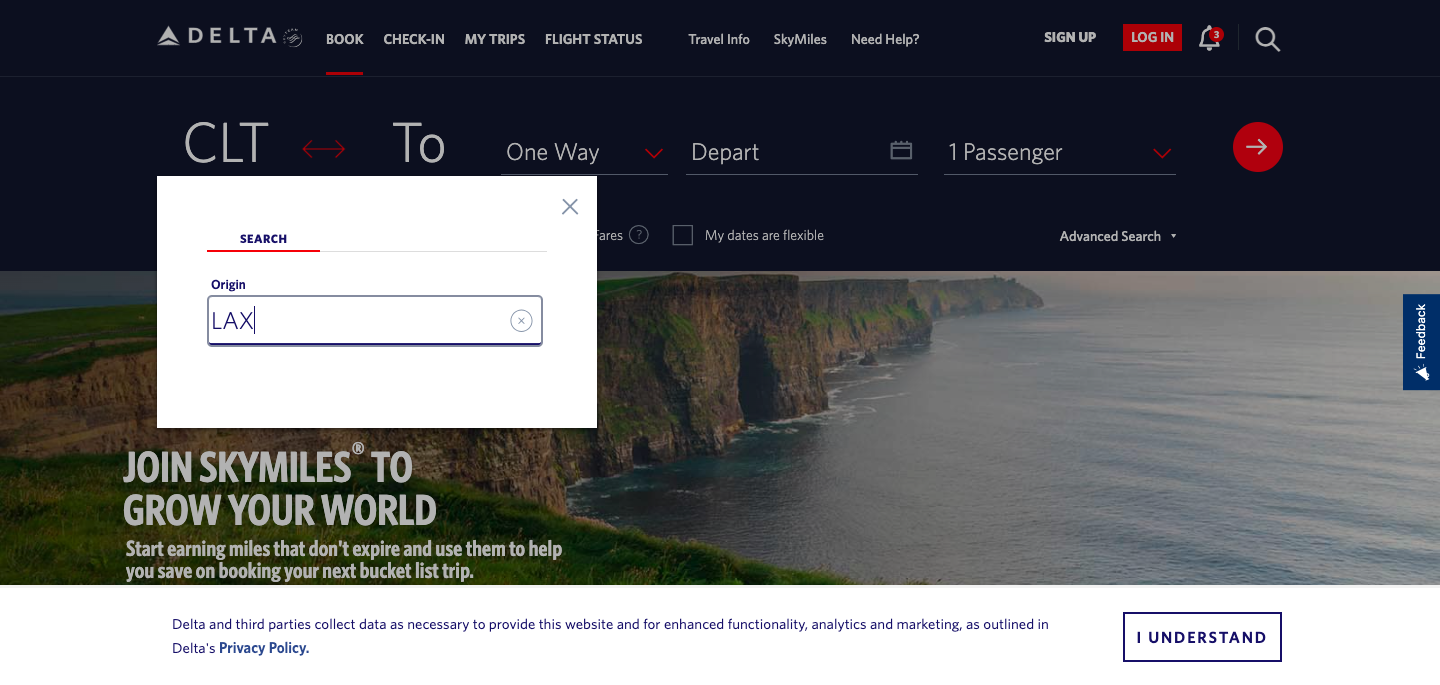 DELTA
BOOK CHECK-IN MY TRIPS FLIGHT STATUS Travel Info SkyMiles Need Help? SIGN UP LOG IN 3
CLT To One Way Depart 1 Passenger
SEARCH
Fares ? My dates are flexible Advanced Search
Origin
LAX
Feedback
JOIN SKYMILES® TO
GROW YOUR WORLD
Start earning miles that don't expire and use them to help
you save on booking your next bucket list trip.
Delta and third parties collect data as necessary to provide this website and for enhanced functionality, analytics and marketing, as outlined in
Delta's Privacy Policy.
I UNDERSTAND